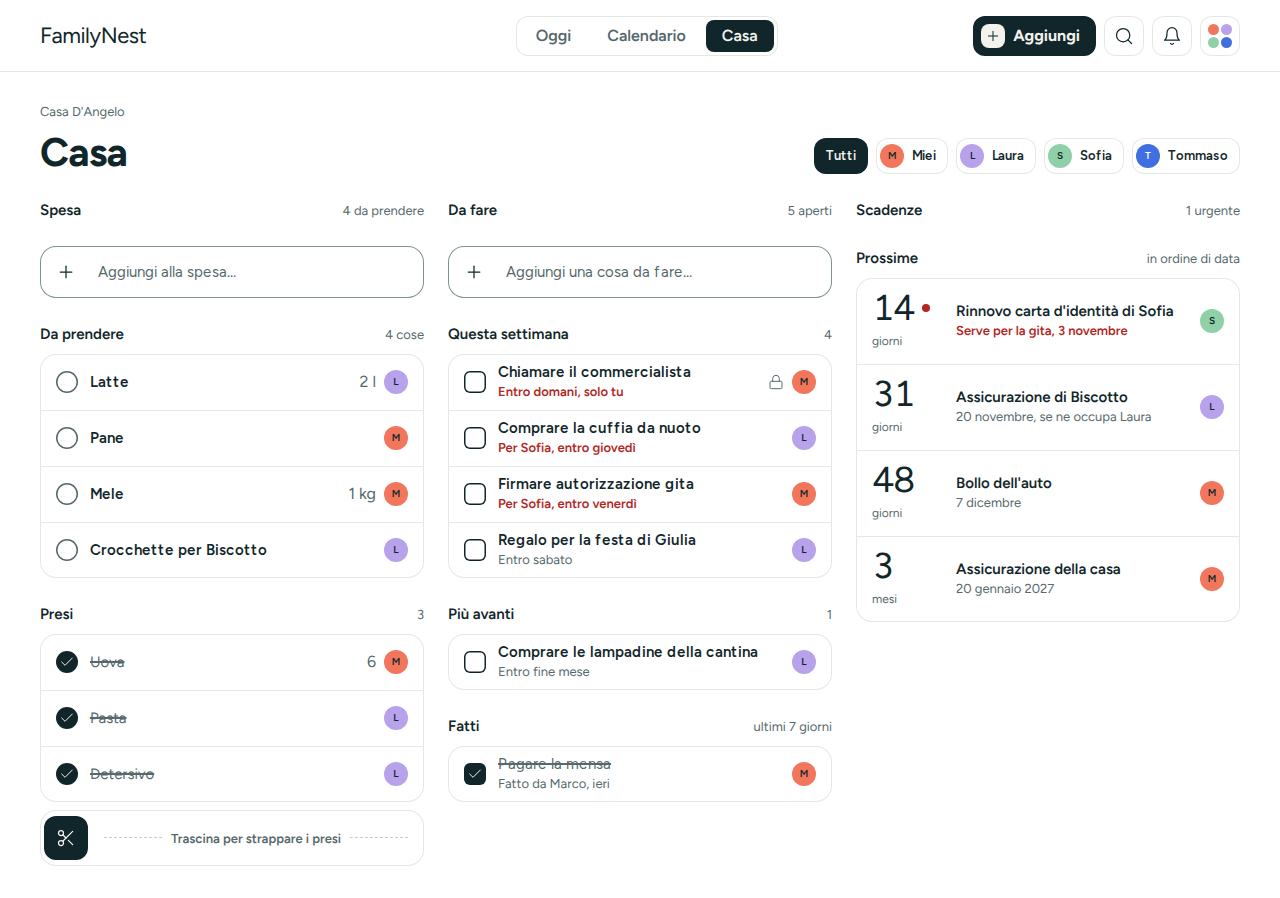 FamilyNest
Oggi
Calendario
Casa
Aggiungi
Casa D'Angelo
Casa
Tutti
M Miei
L Laura
S Sofia
T Tommaso
Spesa
4 da prendere
Aggiungi alla spesa...
Da prendere
4 cose
Latte
2 l
L
Pane
M
Mele
1 kg
M
Crocchette per Biscotto
L
Presi
3
Uova
6
M
Pasta
L
Detersivo
L
Trascina per strappare i presi
Da fare
5 aperti
Aggiungi una cosa da fare...
Questa settimana
4
Chiamare il commercialista
Entro domani, solo tu
M
Comprare la cuffia da nuoto
Per Sofia, entro giovedì
L
Firmare autorizzazione gita
Per Sofia, entro venerdì
M
Regalo per la festa di Giulia
Entro sabato
L
Più avanti
1
Comprare le lampadine della cantina
Entro fine mese
L
Fatti
ultimi 7 giorni
Pagare la mensa
Fatto da Marco, ieri
M
Scadenze
1 urgente
Prossime
in ordine di data
14
giorni
Rinnovo carta d'identità di Sofia
Serve per la gita, 3 novembre
S
31
giorni
Assicurazione di Biscotto
20 novembre, se ne occupa Laura
L
48
giorni
Bollo dell'auto
7 dicembre
M
3
mesi
Assicurazione della casa
20 gennaio 2027
M